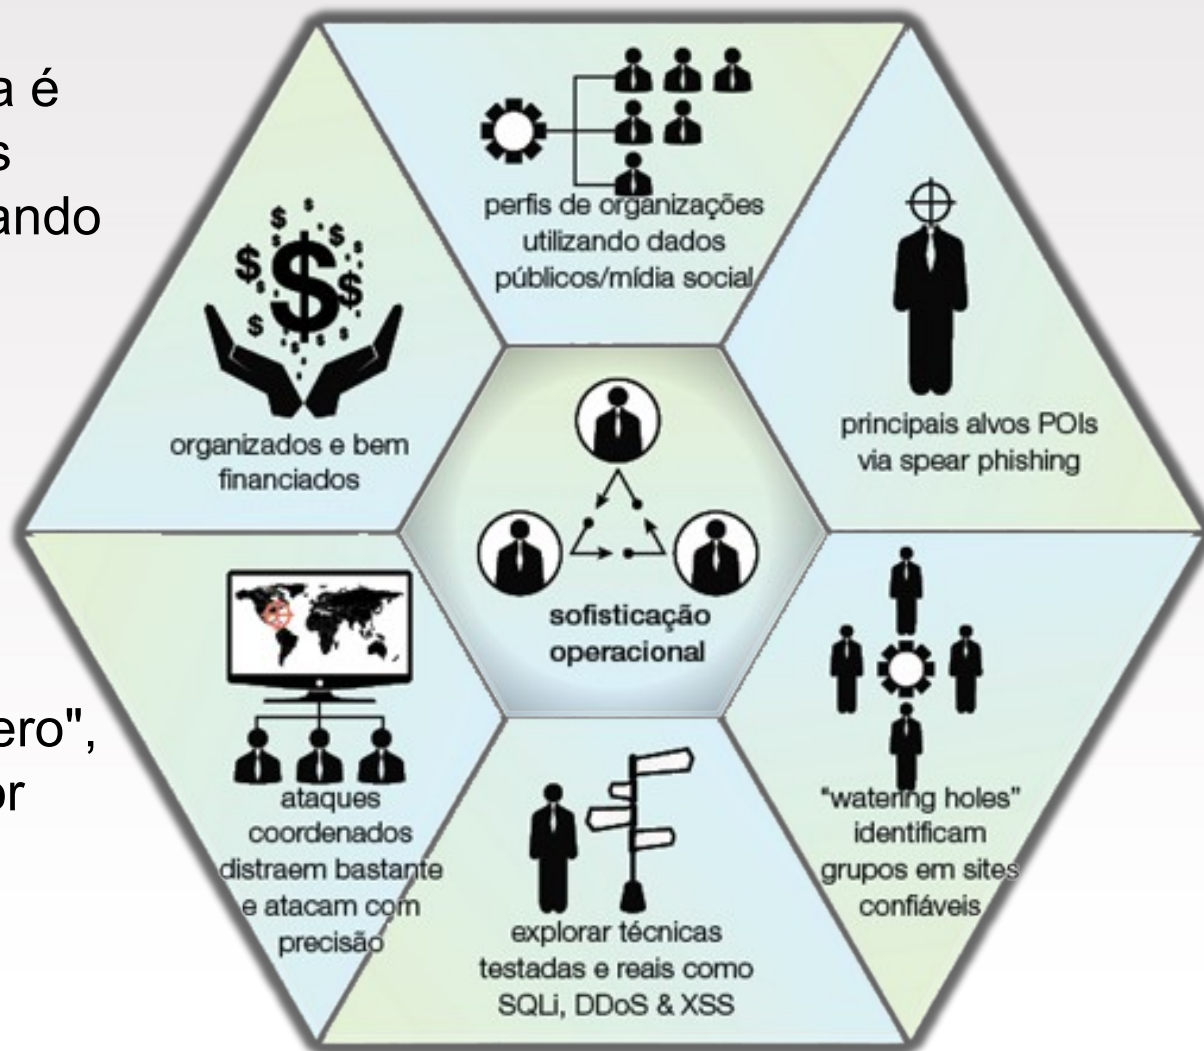 a é
s
ando
ero",
or
perfis de organizações
utilizando dados
públicos/mídia social
principais alvos POIs
via spear phishing
"watering holes"
identificam
grupos em sites
confiáveis
explorar técnicas
testadas e reais como
SQLi, DDoS & XSS
ataques
coordenados
distraem bastante
e atacam com
precisão
organizados e bem
financiados
sofisticação
operacional